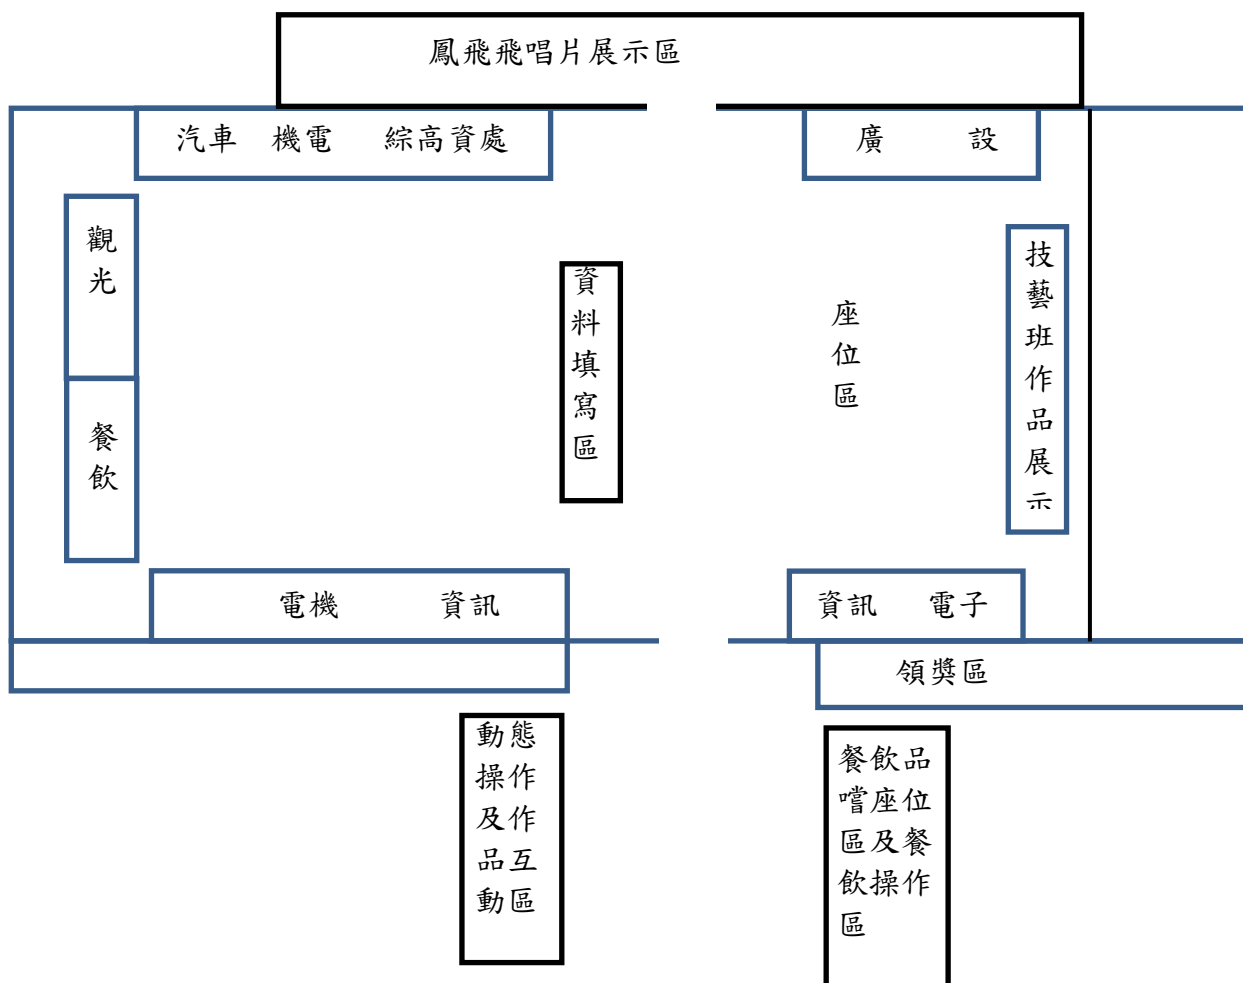 鳳飛飛唱片展示區
汽車 機電 綜高資處
廣 設
觀光
餐飲
資料填寫區
座位區
技藝班作品展示
電機 資訊
資訊 電子
領獎區
動態
操作
及作
品互
動區
餐飲品
嚐座位
區及餐
飲操作
區